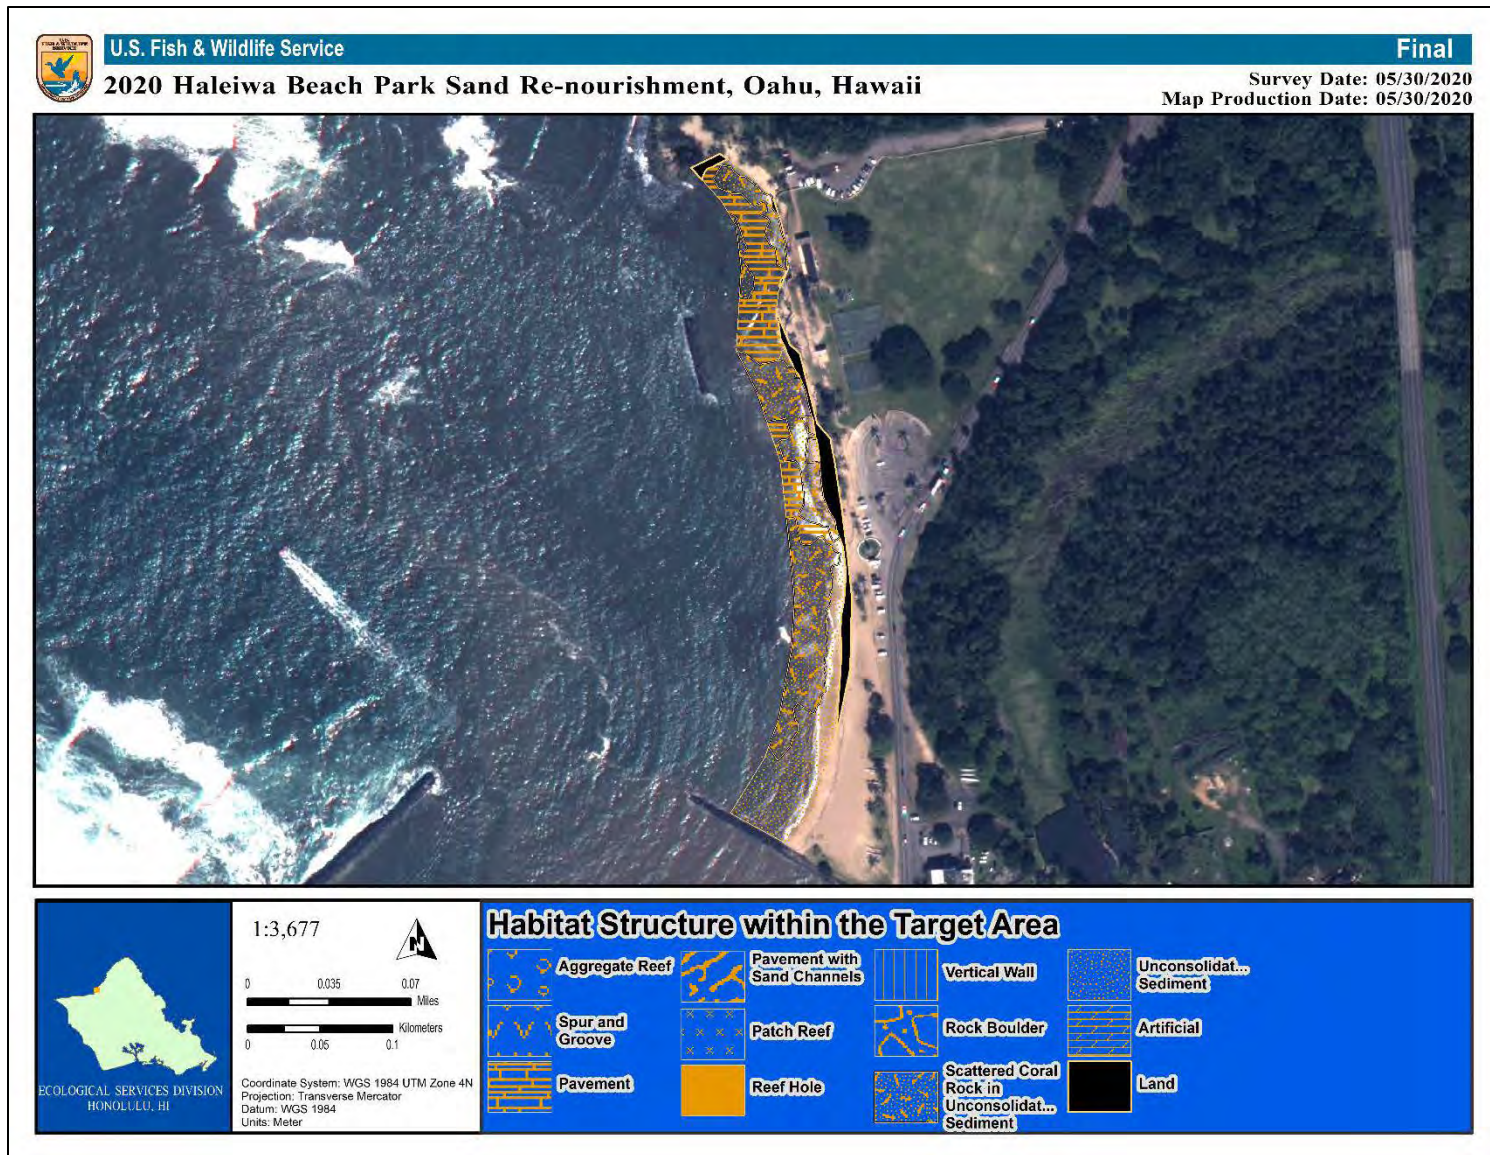 U.S.
FISH & WILDLIFE
SERVICE
U.S. Fish & Wildlife Service
Final
2020 Haleiwa Beach Park Sand Re-nourishment, Oahu, Hawaii
Survey Date: 05/30/2020
Map Production Date: 05/30/2020
ECOLOGICAL SERVICES DIVISION
HONOLULU, HI
1:3,677
N
0 0.035 0.07
Miles
Kilometers
0 0.05 0.1
Coordinate System: WGS 1984 UTM Zone 4N
Projection: Transverse Mercator
Datum: WGS 1984
Units: Meter
Habitat Structure within the Target Area
Aggregate Reef
Spur and
Groove
Pavement
Pavement with
Sand Channels
Patch Reef
Reef Hole
Vertical Wall
Rock Boulder
Scattered Coral
Rock in
Unconsolidat...
Sediment
Unconsolidat...
Sediment
Artificial
Land